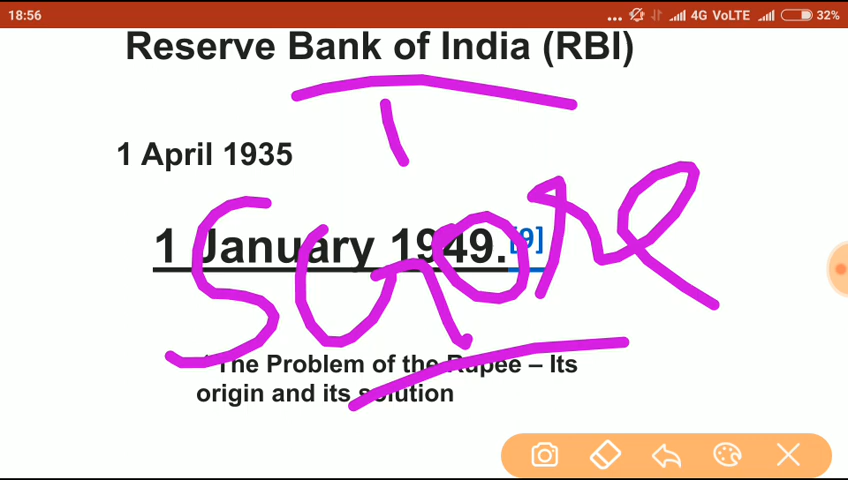 18:56 ... 4G VoLTE 32%
Reserve Bank of India (RBI)
1 April 1935
1 January 1949.[9]
The Problem of the Rupee – Its
origin and its solution